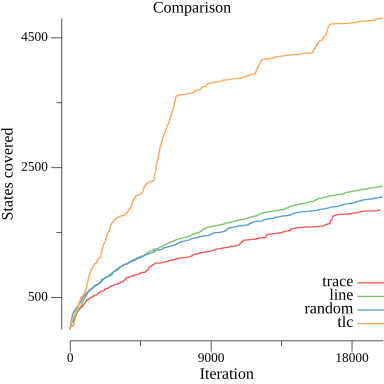 Comparison
States covered
4500
2500
500
trace
line
random
tlc
0
9000
18000
Iteration